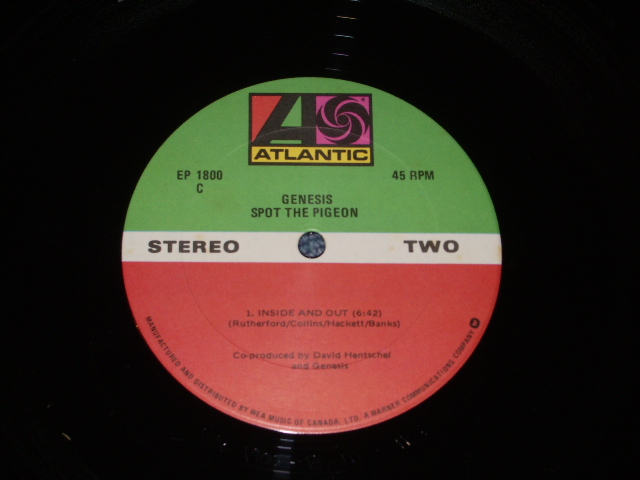 ATLANTIC
EP 1800
C
45 RPM
GENESIS
SPOT THE PIGEON
STEREO
TWO
1. INSIDE AND OUT (6:42)
(Rutherford/Collins/Hackett/Banks)
Co-produced by David Hentschel
and Genesis
MANUFACTURED AND DISTRIBUTED BY WEA MUSIC OF CANADA, LTD. A WARNER COMMUNICATIONS COMPANY